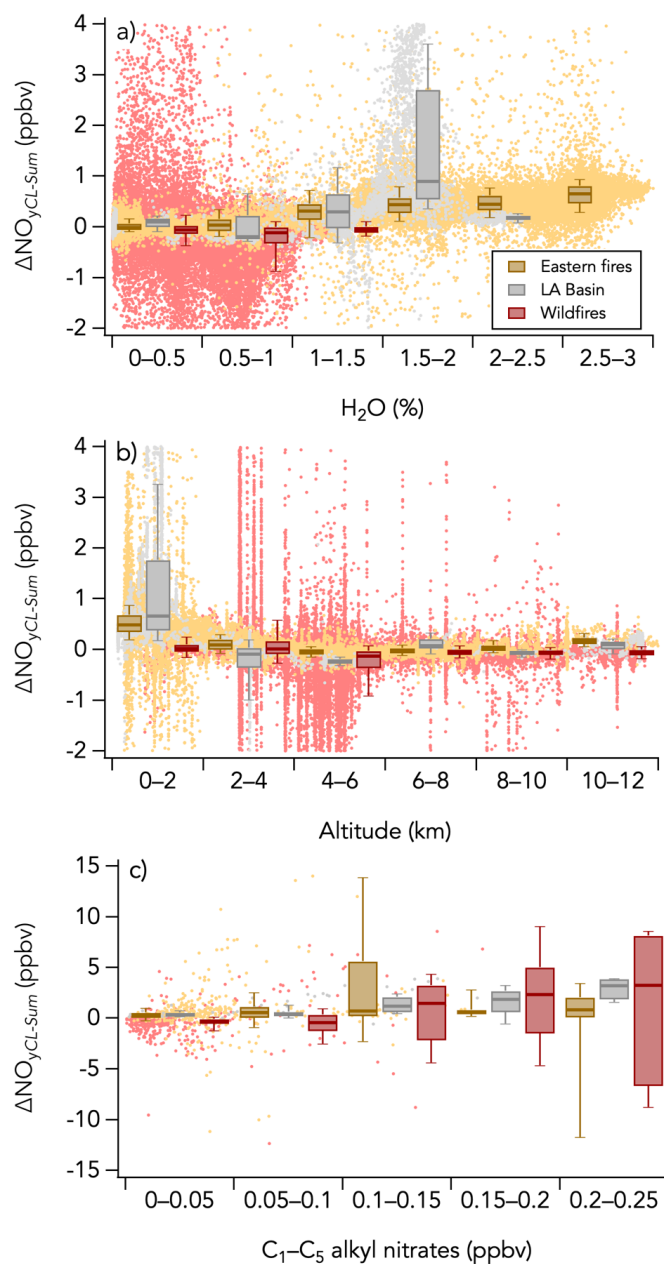 a)
ΔNOyCL-Sum (ppbv)
4
3
2
1
0
-1
-2
Eastern fires
LA Basin
Wildfires
0–0.5 0.5–1 1–1.5 1.5–2 2–2.5 2.5–3
H₂O (%)
b)
ΔNOyCL-Sum (ppbv)
4
3
2
1
0
-1
-2
0–2 2–4 4–6 6–8 8–10 10–12
Altitude (km)
c)
ΔNOyCL-Sum (ppbv)
15
10
5
0
-5
-10
-15
0–0.05 0.05–0.1 0.1–0.15 0.15–0.2 0.2–0.25
C₁–C₅ alkyl nitrates (ppbv)